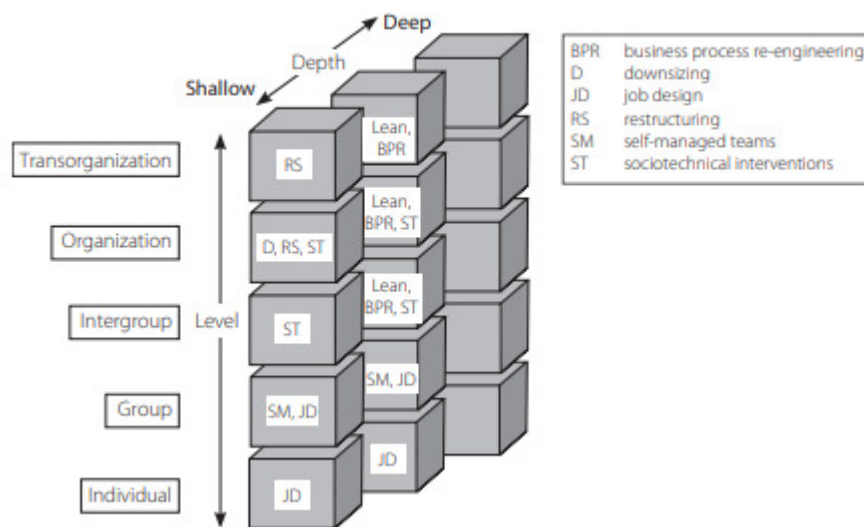 Deep
Depth
Shallow
BPR business process re-engineering
D downsizing
JD job design
RS restructuring
SM self-managed teams
ST sociotechnical interventions
Transorganization
RS
Lean,
BPR
Organization
D, RS, ST
Lean,
BPR, ST
Intergroup
Level
ST
Lean,
BPR, ST
Group
SM, JD
SM, JD
Individual
JD
JD